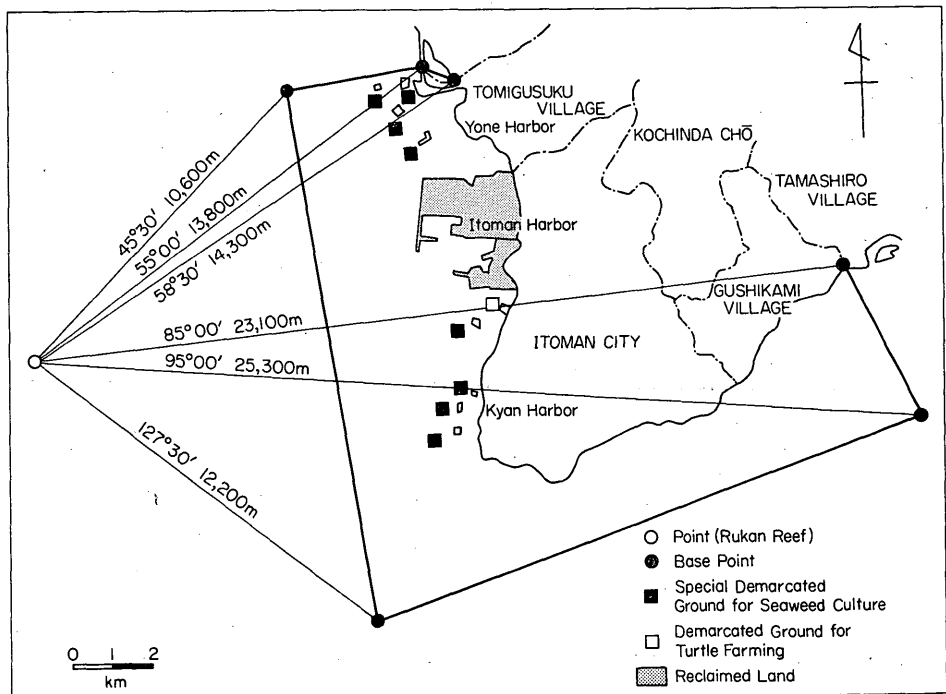 TOMIGUSUKU
VILLAGE
Yone Harbor
KOCHINDA CHŌ
TAMASHIRO
VILLAGE
45°30′ 10,600m
55°00′ 13,800m
58°30′ 14,300m
Itoman Harbor
85°00′ 23,100m
GUSHIKAMI
VILLAGE
ITOMAN CITY
95°00′ 25,300m
Kyan Harbor
127°30′ 12,200m
Point (Rukan Reef)
Base Point
Special Demarcated
Ground for Seaweed Culture
Demarcated Ground for
Turtle Farming
Reclaimed Land
0 1 2
km